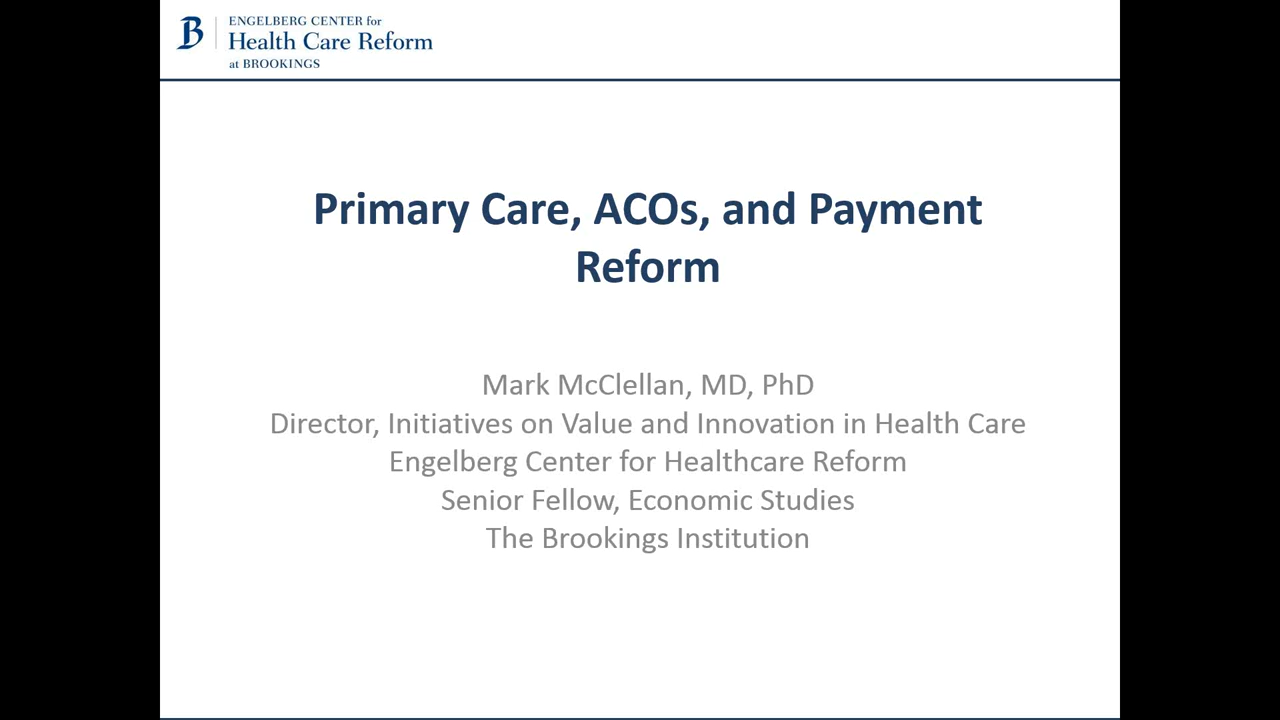 B
ENGELBERG CENTER for
Health Care Reform
at BROOKINGS
Primary Care, ACOs, and Payment
Reform
Mark McClellan, MD, PhD
Director, Initiatives on Value and Innovation in Health Care
Engelberg Center for Healthcare Reform
Senior Fellow, Economic Studies
The Brookings Institution